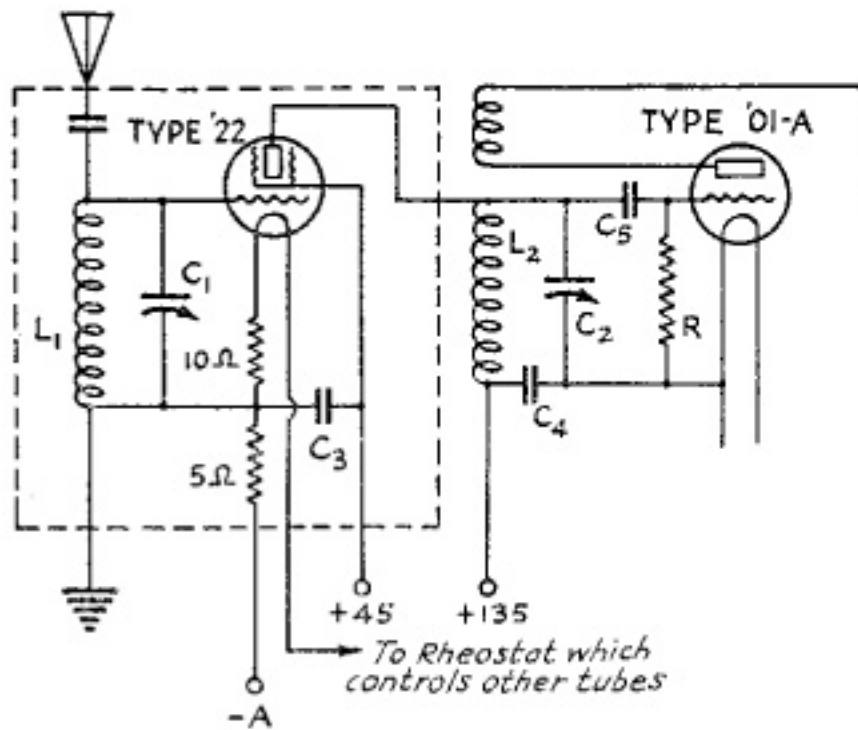 TYPE '22
TYPE '01-A
C5
L2
C1
C2
R
L1
10Ω
C4
C3
5Ω
+45
+135
To Rheostat which
controls other tubes
-A